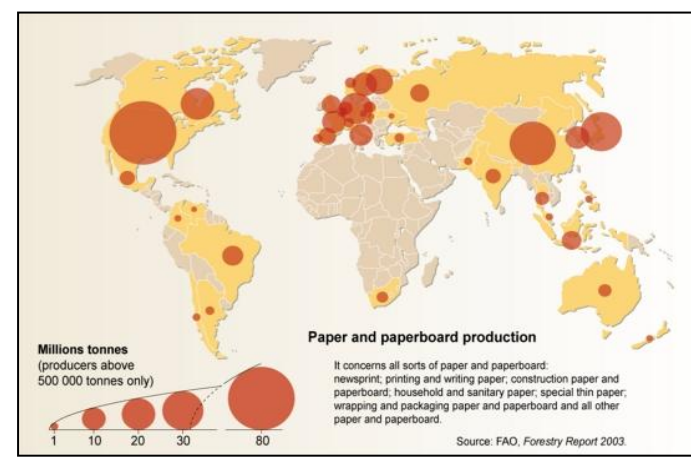 Paper and paperboard production
It concerns all sorts of paper and paperboard:
newsprint; printing and writing paper; construction paper and
paperboard; household and sanitary paper; special thin paper;
wrapping and packaging paper and paperboard and all other
paper and paperboard.
Source: FAO, Forestry Report 2003.
Millions tonnes
(producers above
500 000 tonnes only)
1 10 20 30 80